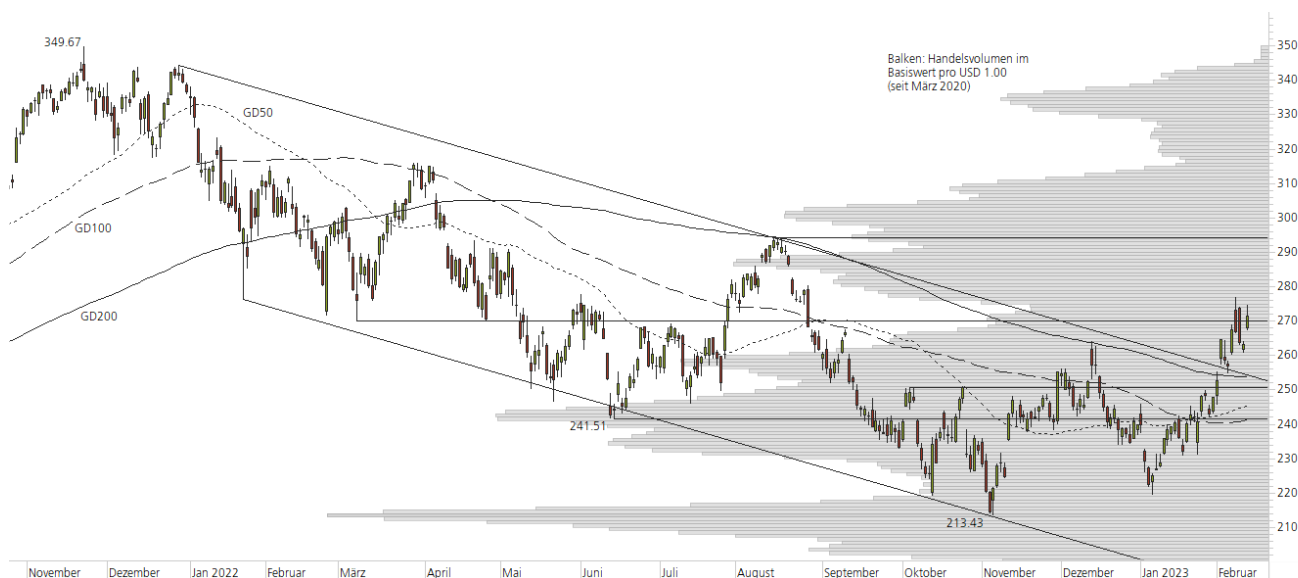 349.67
Balken: Handelsvolumen im
Basiswert pro USD 1.00
(seit März 2020)
GD50
GD100
GD200
241.51
213.43
350
340
330
320
310
300
290
280
270
260
250
240
230
220
210
November Dezember Jan 2022 Februar März April Mai Juni Juli August September Oktober November Dezember Jan 2023 Februar